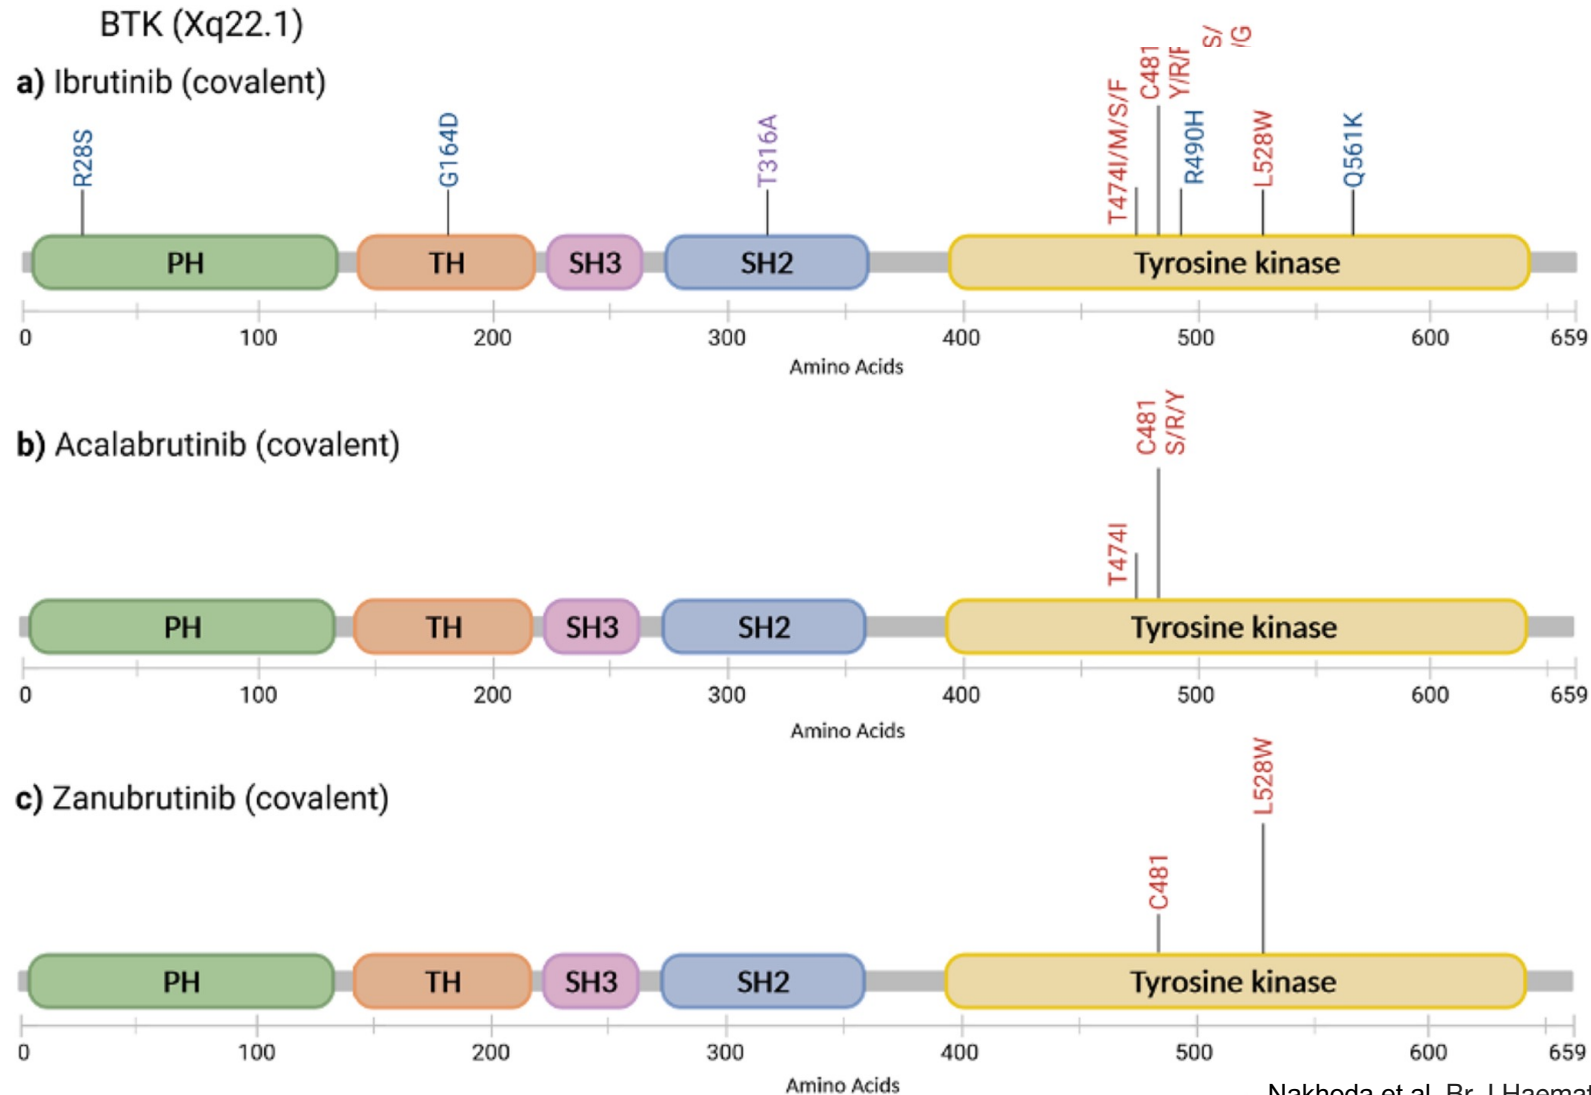 BTK (Xq22.1)
a) Ibrutinib (covalent)
R28S
G164D
T316A
T474I/M/S/F
C481
S/
Y/R/F
/G
R490H
L528W
Q561K
PH
TH
SH3
SH2
Tyrosine kinase
0 100 200 300 400 500 600 659
Amino Acids
b) Acalabrutinib (covalent)
T474I
C481
S/R/Y
PH
TH
SH3
SH2
Tyrosine kinase
0 100 200 300 400 500 600 659
Amino Acids
c) Zanubrutinib (covalent)
C481
L528W
PH
TH
SH3
SH2
Tyrosine kinase
0 100 200 300 400 500 600 659
Amino Acids
Nakhoda et al. Br J Haemat